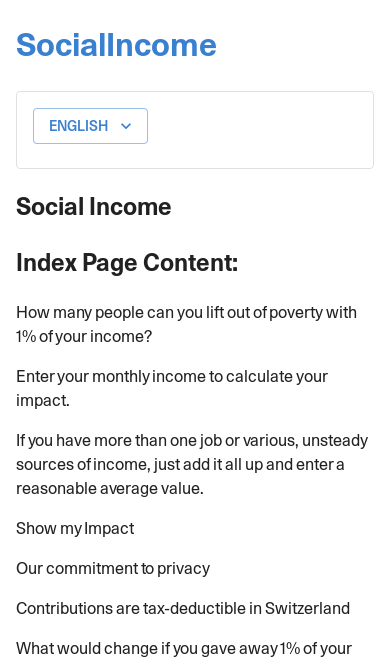 SocialIncome
ENGLISH
Social Income
Index Page Content:
How many people can you lift out of poverty with
1% of your income?
Enter your monthly income to calculate your
impact.
If you have more than one job or various, unsteady
sources of income, just add it all up and enter a
reasonable average value.
Show my Impact
Our commitment to privacy
Contributions are tax-deductible in Switzerland
What would change if you gave away 1% of your